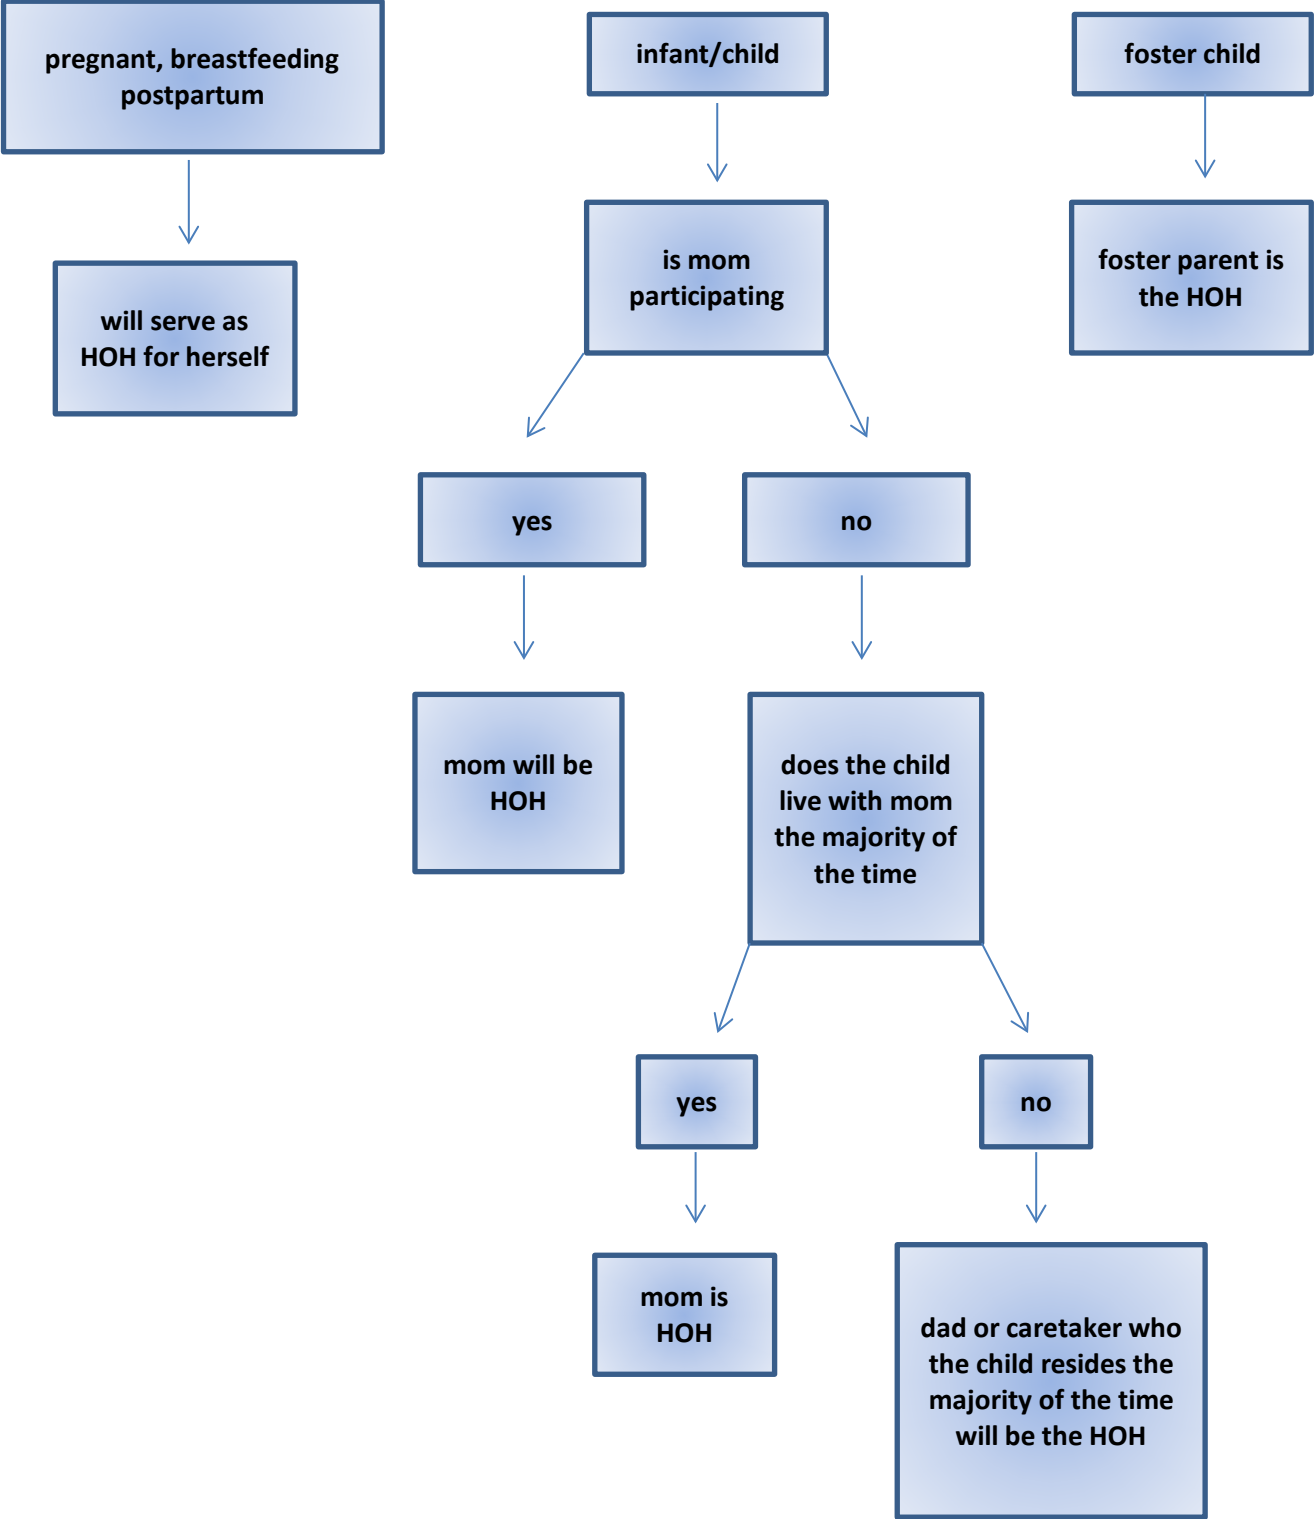 pregnant, breastfeeding
postpartum
will serve as
HOH for herself
infant/child
is mom
participating
yes
mom will be
HOH
no
does the child
live with mom
the majority of
the time
yes
mom is
HOH
no
dad or caretaker who
the child resides the
majority of the time
will be the HOH
foster child
foster parent is
the HOH